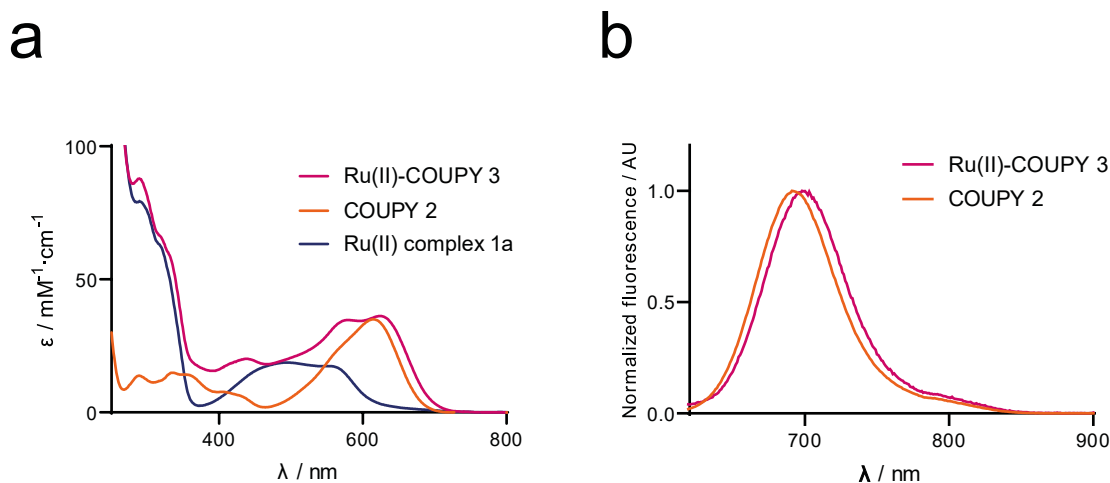 a
b
ε / mM⁻¹·cm⁻¹
100
50
0
400
600
800
λ / nm
Ru(II)-COUPY 3
COUPY 2
Ru(II) complex 1a
Normalized fluorescence / AU
1.0
0.5
0.0
700
800
900
λ / nm
Ru(II)-COUPY 3
COUPY 2